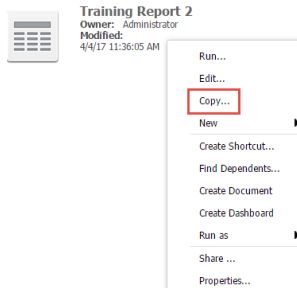 Training Report 2
Owner: Administrator
Modified:
4/4/17 11:36:05 AM
Run...
Edit...
Copy...
New
Create Shortcut...
Find Dependents...
Create Document
Create Dashboard
Run as
Share ...
Properties...